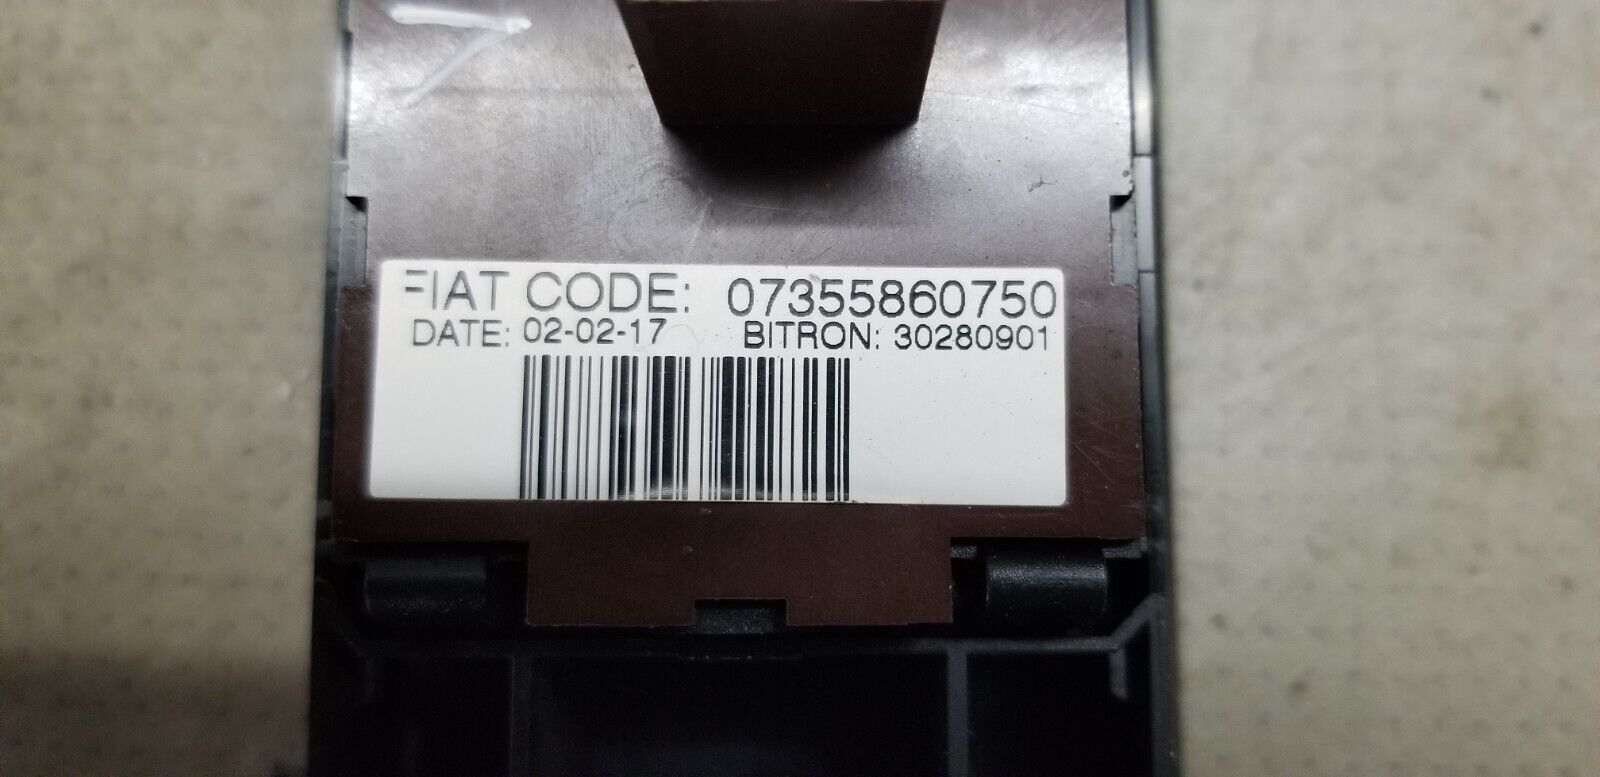 FIAT CODE: 07355860750
DATE: 02-02-17 BITRON: 30280901